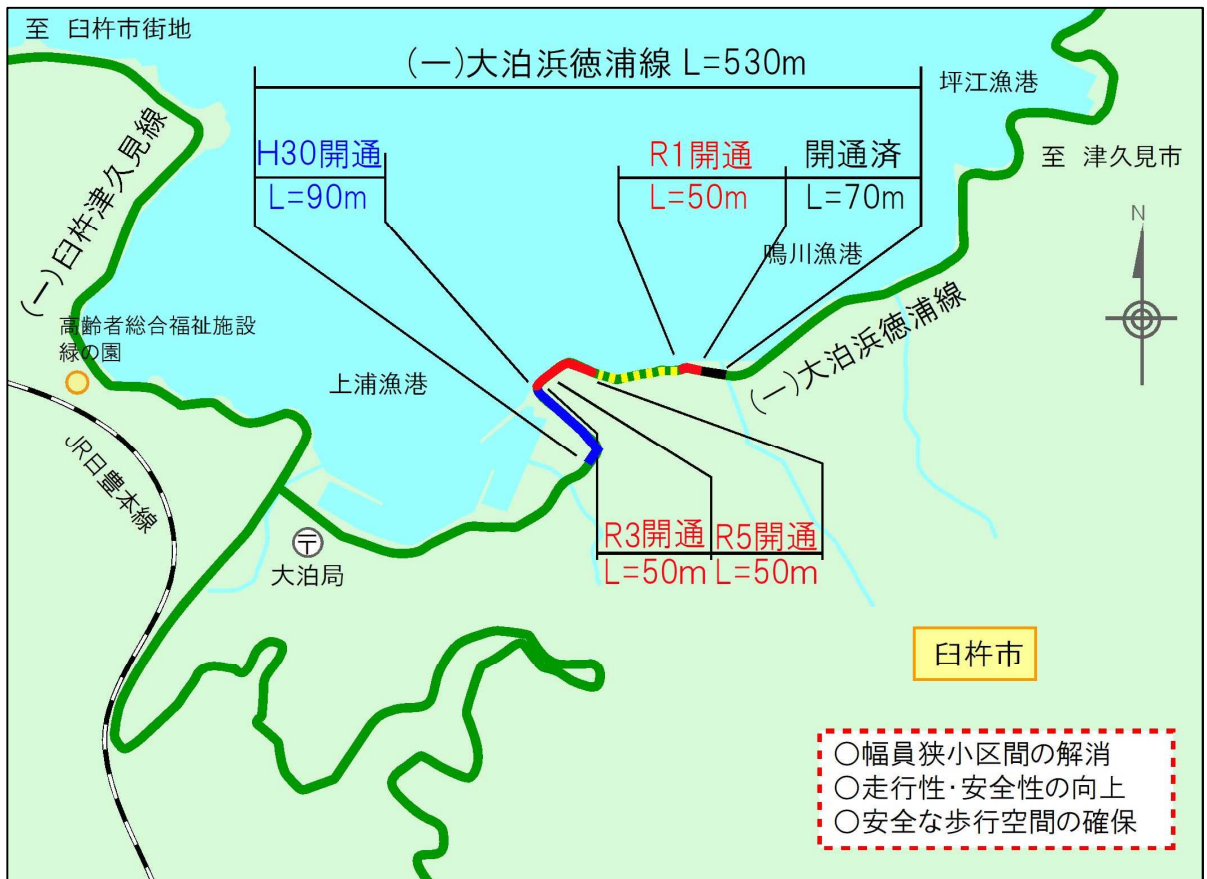 至 臼杵市街地
(一)大泊浜徳浦線 L=530m
坪江漁港
H30開通
L=90m
R1開通
L=50m
開通済
L=70m
至 津久見市
N
(一)臼杵津久見線
鳴川漁港
高齢者総合福祉施設
緑の園
上浦漁港
(一)大泊浜徳浦線
JR日豊本線
〒
大泊局
R3開通
L=50m
R5開通
L=50m
臼杵市
○幅員狭小区間の解消
○走行性・安全性の向上
○安全な歩行空間の確保